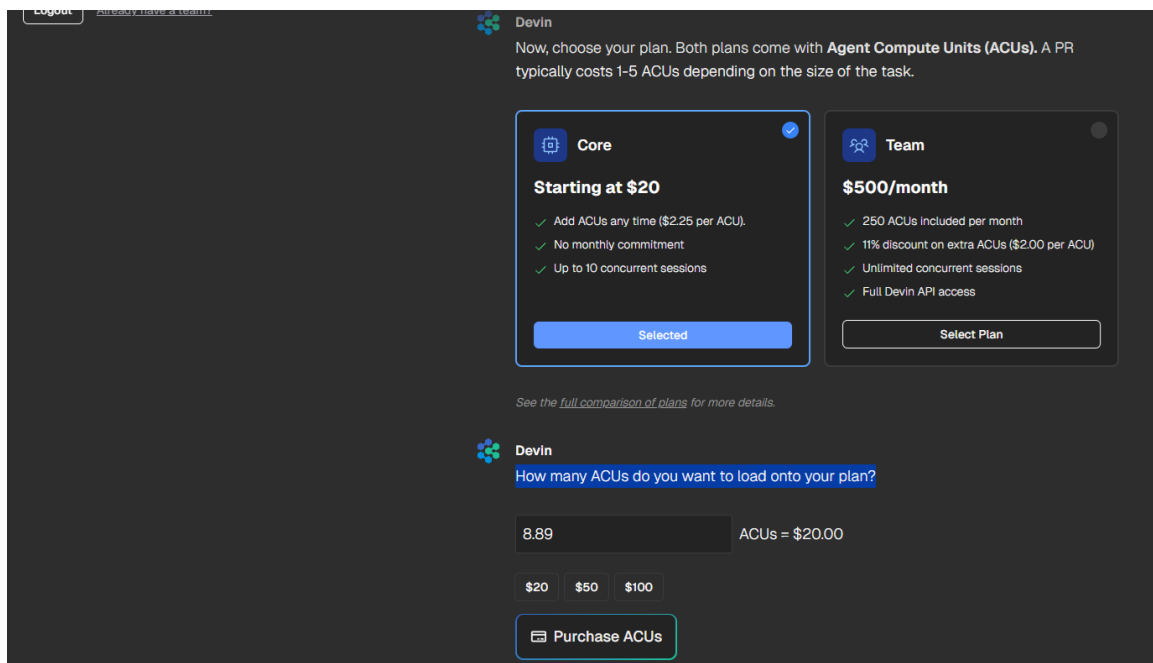 Logout
Already have a team?
Devin
Now, choose your plan. Both plans come with Agent Compute Units (ACUs). A PR
typically costs 1-5 ACUs depending on the size of the task.
Core
Starting at $20
Add ACUs any time ($2.25 per ACU).
No monthly commitment
Up to 10 concurrent sessions
Selected
Team
$500/month
250 ACUs included per month
11% discount on extra ACUs ($2.00 per ACU)
Unlimited concurrent sessions
Full Devin API access
Select Plan
See the full comparison of plans for more details.
Devin
How many ACUs do you want to load onto your plan?
8.89 ACUs = $20.00
$20 $50 $100
Purchase ACUs